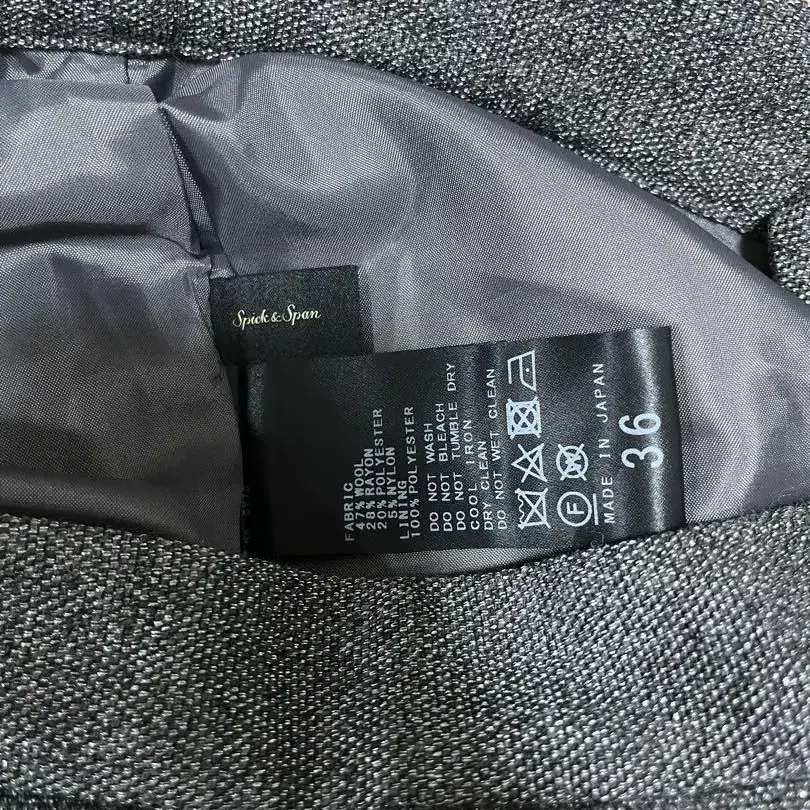 Spick & Span
FABRIC
47% WOOL
28% RAYON
20% POLYESTER
5% NYLON
LINING
100% POLYESTER
DO NOT WASH
DO NOT BLEACH
DO NOT TUMBLE DRY
COOL IRON
DRY CLEAN
DO NOT WET CLEAN
F
MADE IN JAPAN
36